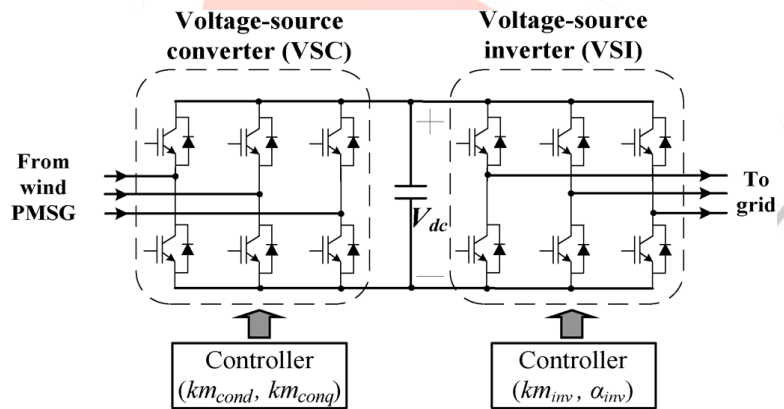 Voltage-source
converter (VSC)
Voltage-source
inverter (VSI)
From
wind
PMSG
+
V_dc
—
To
grid
Controller
(km_cond, km_conq)
Controller
(km_inv, α_inv)